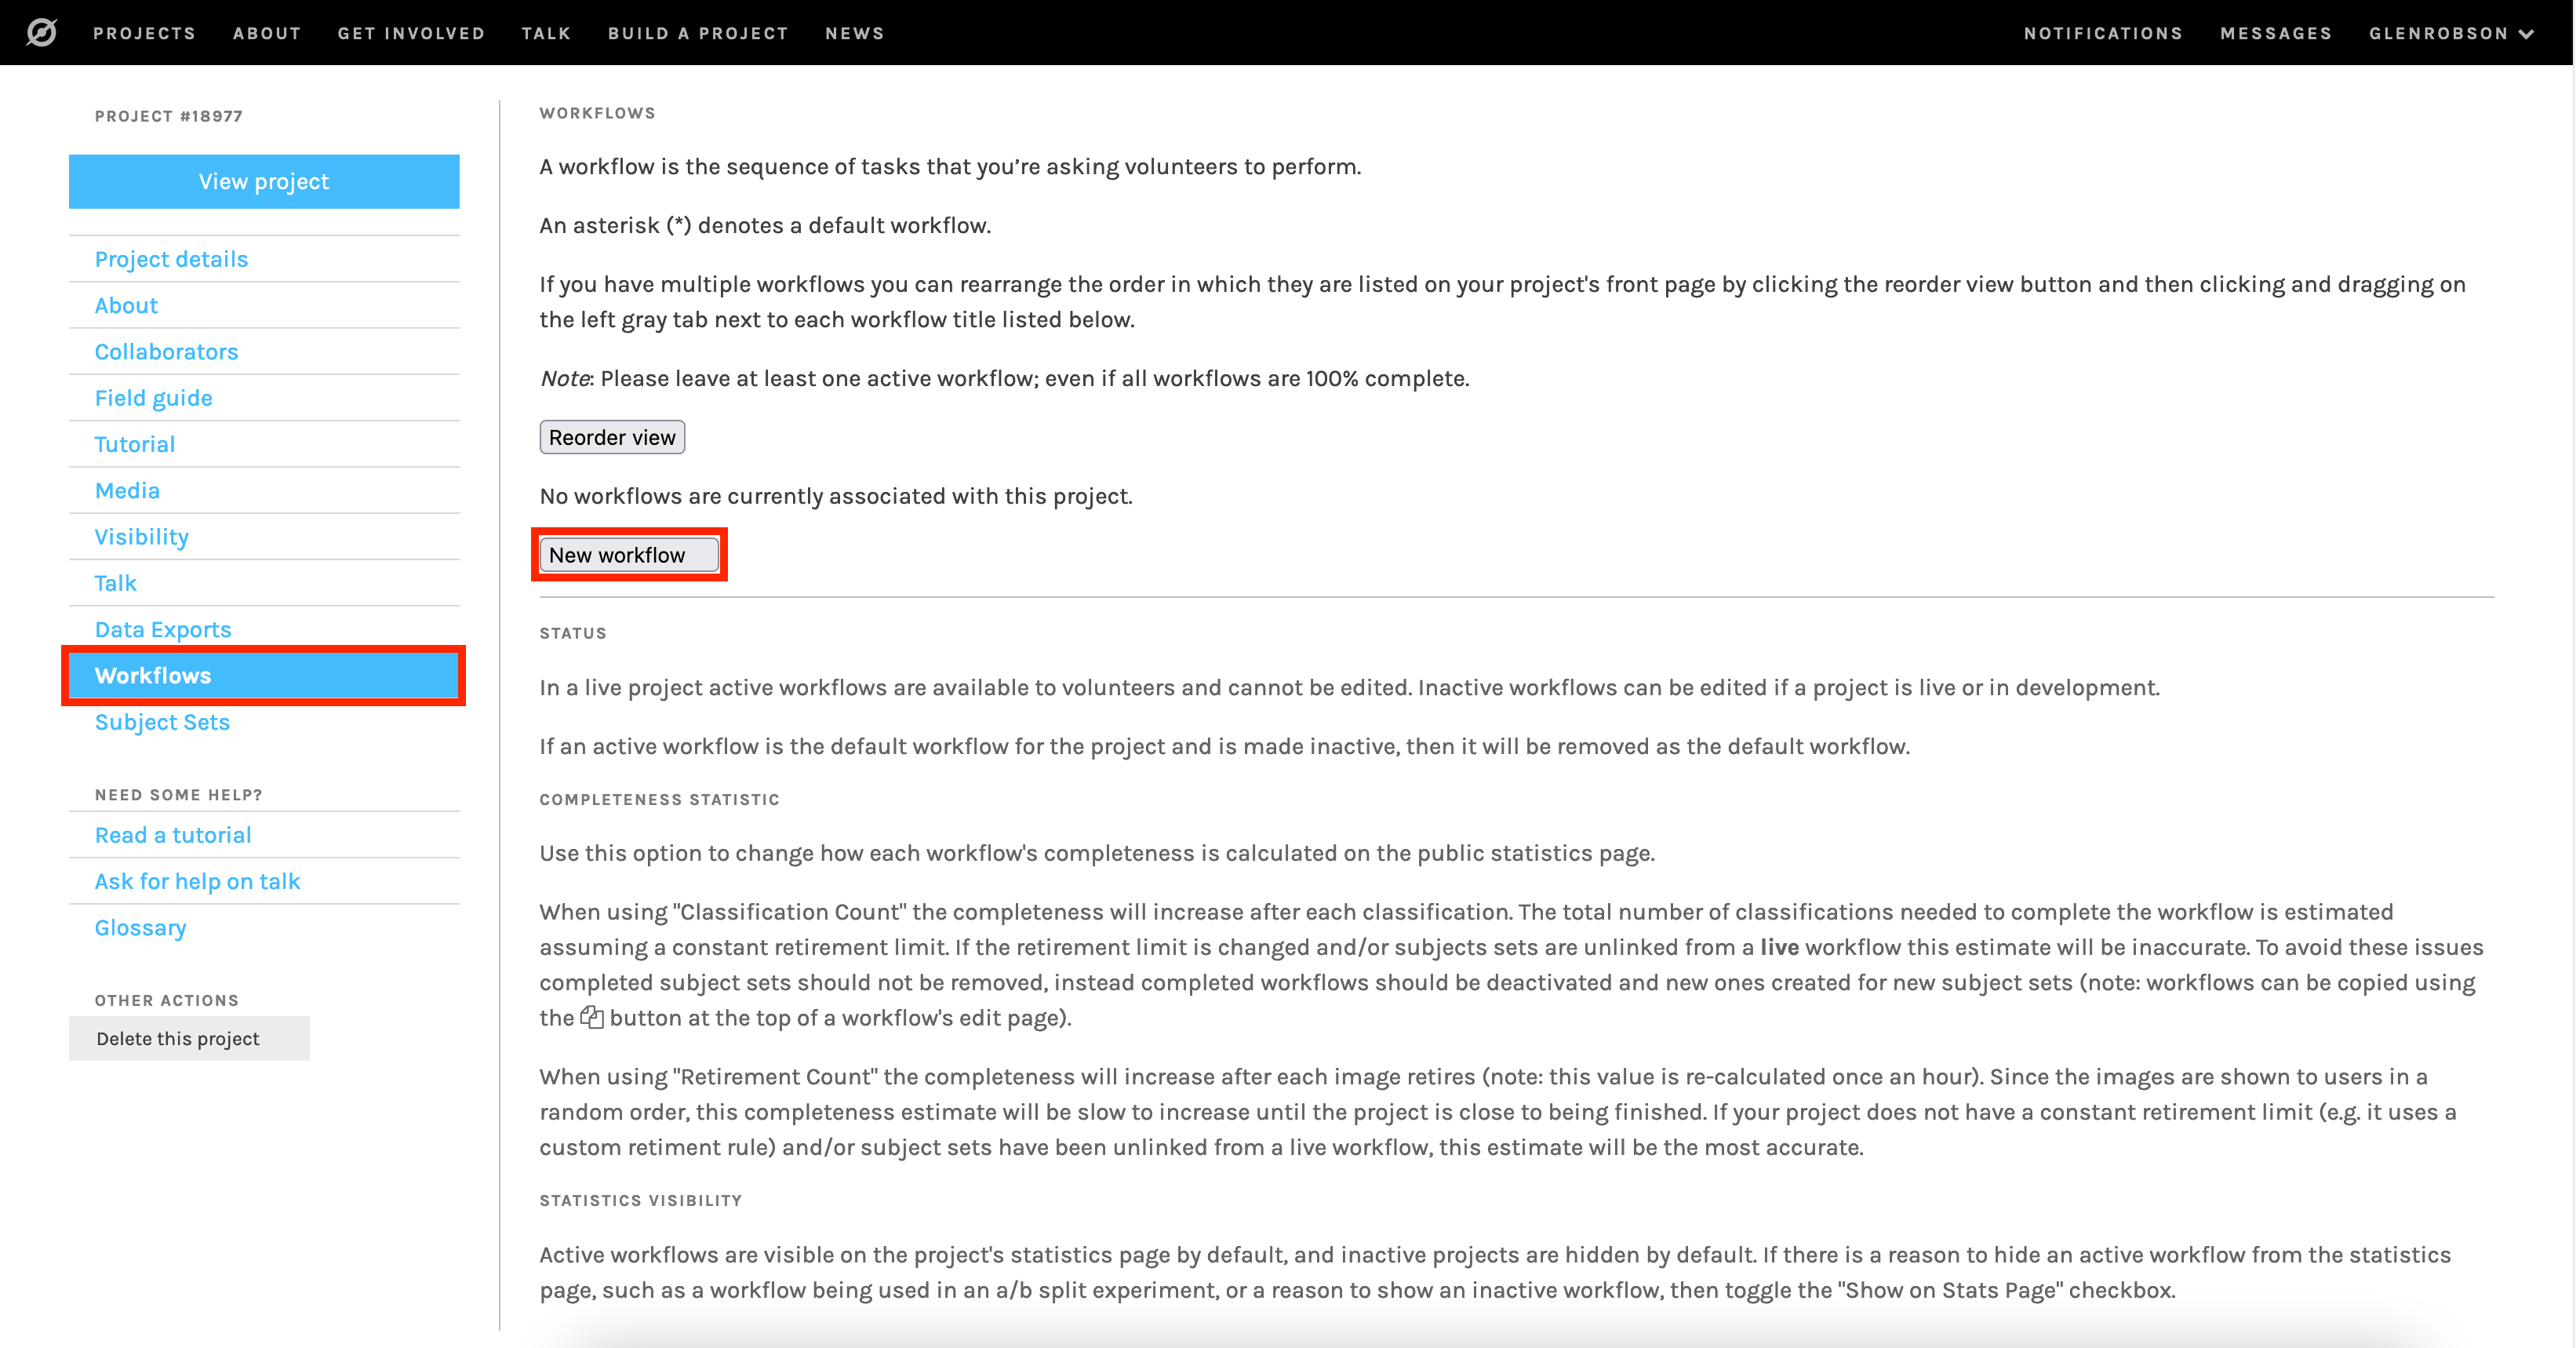 PROJECTS ABOUT GET INVOLVED TALK BUILD A PROJECT NEWS NOTIFICATIONS MESSAGES GLENROBSON
PROJECT #18977
View project
Project details
About
Collaborators
Field guide
Tutorial
Media
Visibility
Talk
Data Exports
Workflows
Subject Sets
NEED SOME HELP?
Read a tutorial
Ask for help on talk
Glossary
OTHER ACTIONS
Delete this project
WORKFLOWS
A workflow is the sequence of tasks that you’re asking volunteers to perform.
An asterisk (*) denotes a default workflow.
If you have multiple workflows you can rearrange the order in which they are listed on your project's front page by clicking the reorder view button and then clicking and dragging on
the left gray tab next to each workflow title listed below.
Note: Please leave at least one active workflow; even if all workflows are 100% complete.
Reorder view
No workflows are currently associated with this project.
New workflow
STATUS
In a live project active workflows are available to volunteers and cannot be edited. Inactive workflows can be edited if a project is live or in development.
If an active workflow is the default workflow for the project and is made inactive, then it will be removed as the default workflow.
COMPLETENESS STATISTIC
Use this option to change how each workflow's completeness is calculated on the public statistics page.
When using "Classification Count" the completeness will increase after each classification. The total number of classifications needed to complete the workflow is estimated
assuming a constant retirement limit. If the retirement limit is changed and/or subjects sets are unlinked from a live workflow this estimate will be inaccurate. To avoid these issues
completed subject sets should not be removed, instead completed workflows should be deactivated and new ones created for new subject sets (note: workflows can be copied using
the button at the top of a workflow's edit page).
When using "Retirement Count" the completeness will increase after each image retires (note: this value is re-calculated once an hour). Since the images are shown to users in a
random order, this completeness estimate will be slow to increase until the project is close to being finished. If your project does not have a constant retirement limit (e.g. it uses a
custom retiment rule) and/or subject sets have been unlinked from a live workflow, this estimate will be the most accurate.
STATISTICS VISIBILITY
Active workflows are visible on the project's statistics page by default, and inactive projects are hidden by default. If there is a reason to hide an active workflow from the statistics
page, such as a workflow being used in an a/b split experiment, or a reason to show an inactive workflow, then toggle the "Show on Stats Page" checkbox.